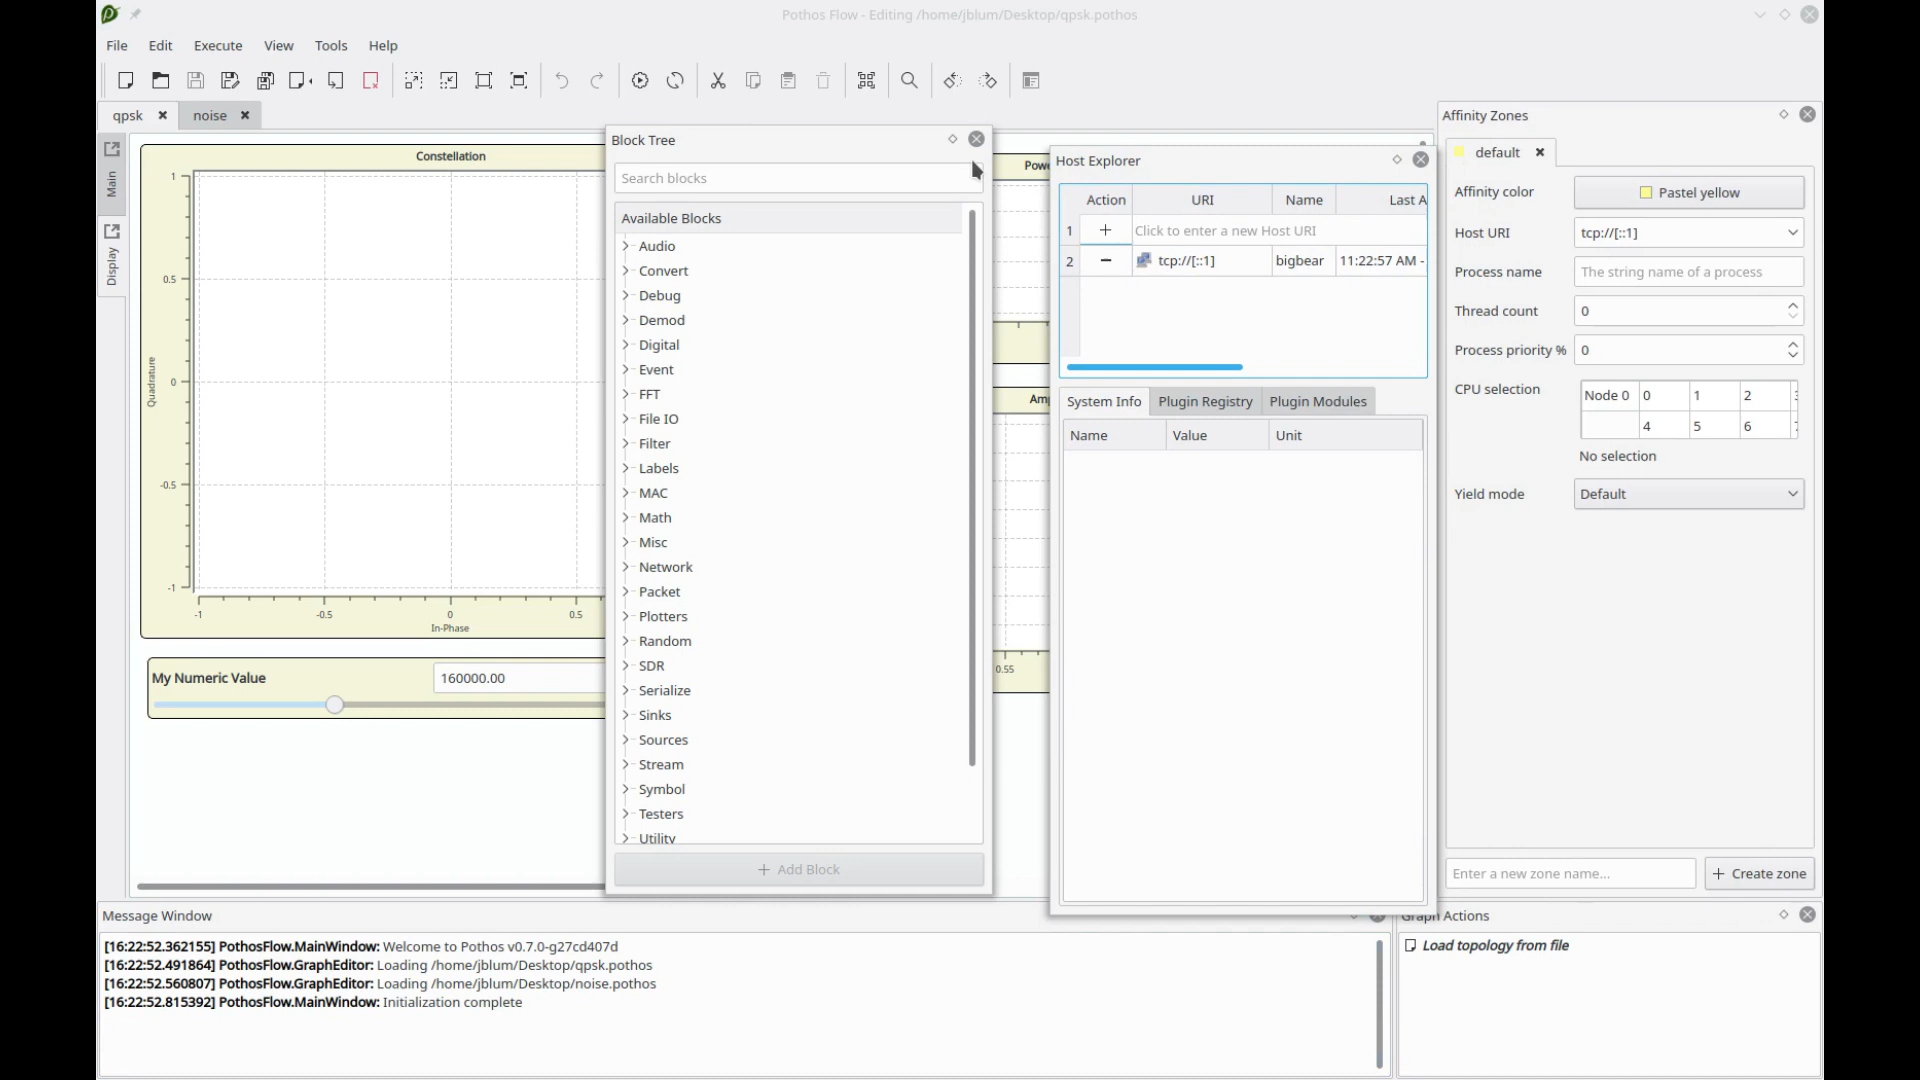 Pothos Flow - Editing /home/jblum/Desktop/qpsk.pothos
File Edit Execute View Tools Help
qpsk noise
Main
Display
Constellation
1
0.5
0
-0.5
-1
Quadrature
-1 -0.5 0 0.5
In-Phase
My Numeric Value 160000.00
Block Tree
Search blocks
Available Blocks
Audio
Convert
Debug
Demod
Digital
Event
FFT
File IO
Filter
Labels
MAC
Math
Misc
Network
Packet
Plotters
Random
SDR
Serialize
Sinks
Sources
Stream
Symbol
Testers
Utility
+ Add Block
0.55
Host Explorer
Action URI Name Last A
1 + Click to enter a new Host URI
2 − tcp://[::1] bigbear 11:22:57 AM -
System Info Plugin Registry Plugin Modules
Name Value Unit
Affinity Zones
default
Affinity color Pastel yellow
Host URI tcp://[::1]
Process name The string name of a process
Thread count 0
Process priority % 0
CPU selection Node 0 0 1 2
4 5 6
No selection
Yield mode Default
Enter a new zone name... + Create zone
Message Window
[16:22:52.362155] PothosFlow.MainWindow: Welcome to Pothos v0.7.0-g27cd407d
[16:22:52.491864] PothosFlow.GraphEditor: Loading /home/jblum/Desktop/qpsk.pothos
[16:22:52.560807] PothosFlow.GraphEditor: Loading /home/jblum/Desktop/noise.pothos
[16:22:52.815392] PothosFlow.MainWindow: Initialization complete
Graph Actions
Load topology from file